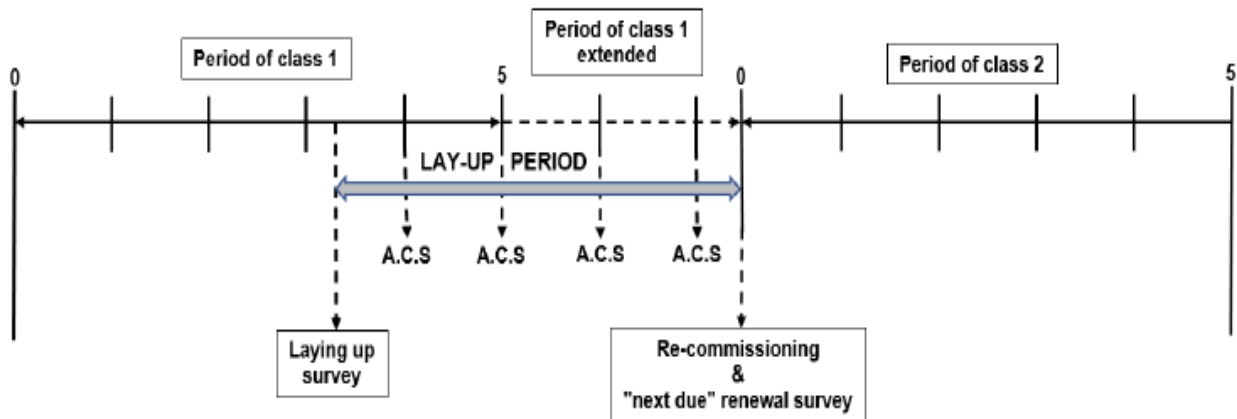 Period of class 1
Period of class 1
extended
Period of class 2
0
5
0
5
LAY-UP PERIOD
A.C.S
A.C.S
A.C.S
A.C.S
Laying up
survey
Re-commissioning
&
"next due" renewal survey